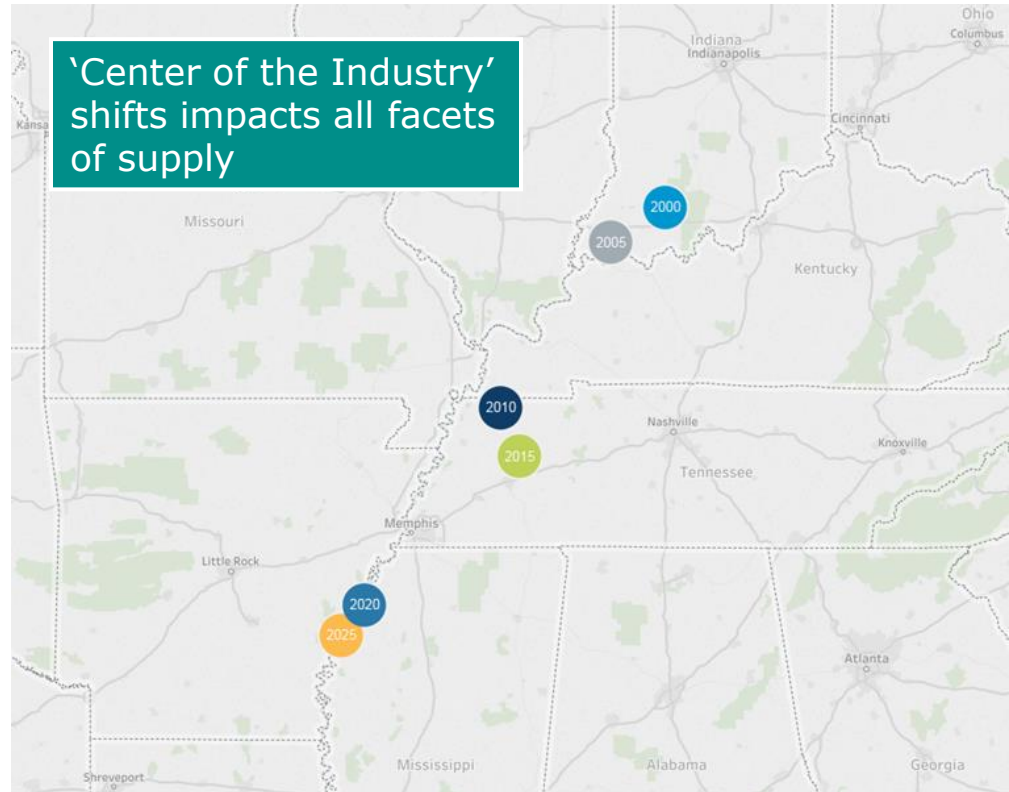 ‘Center of the Industry’
shifts impacts all facets
of supply
Ohio
Columbus
Indiana
Indianapolis
Cincinnati
Missouri
2000
2005
Kentucky
2010
Nashville
2015
Knoxville
Tennessee
Memphis
Little Rock
2020
2025
Atlanta
Mississippi
Alabama
Georgia
Shreveport